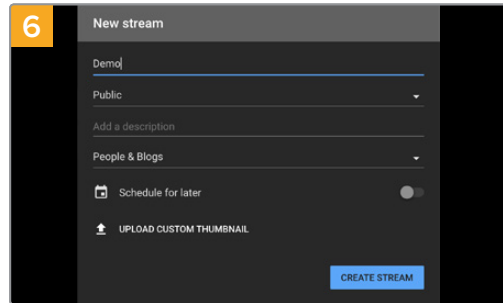 6
New stream
Demo
Public
Add a description
People & Blogs
Schedule for later
UPLOAD CUSTOM THUMBNAIL
CREATE STREAM